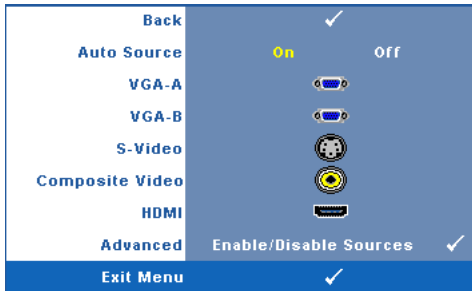 Back
Auto Source On Off
VGA-A
VGA-B
S-Video
Composite Video
HDMI
Advanced Enable/Disable Sources
Exit Menu